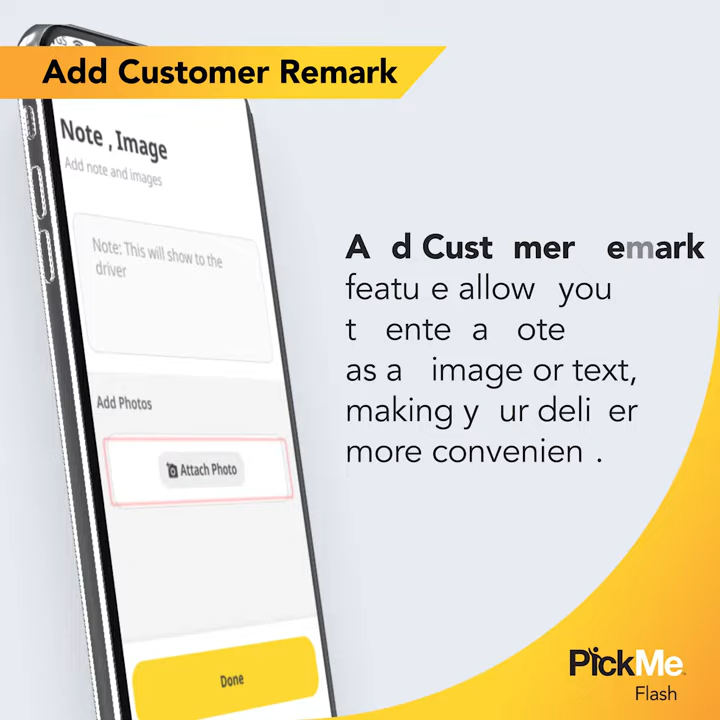 Add Customer Remark
Note , Image
Add note and images
Note: This will show to the
driver
Add Photos
Attach Photo
Done
A d Cust mer emark
featu e allow you
t ente a ote
as a image or text,
making y ur deli er
more convenien .
PickMe
Flash